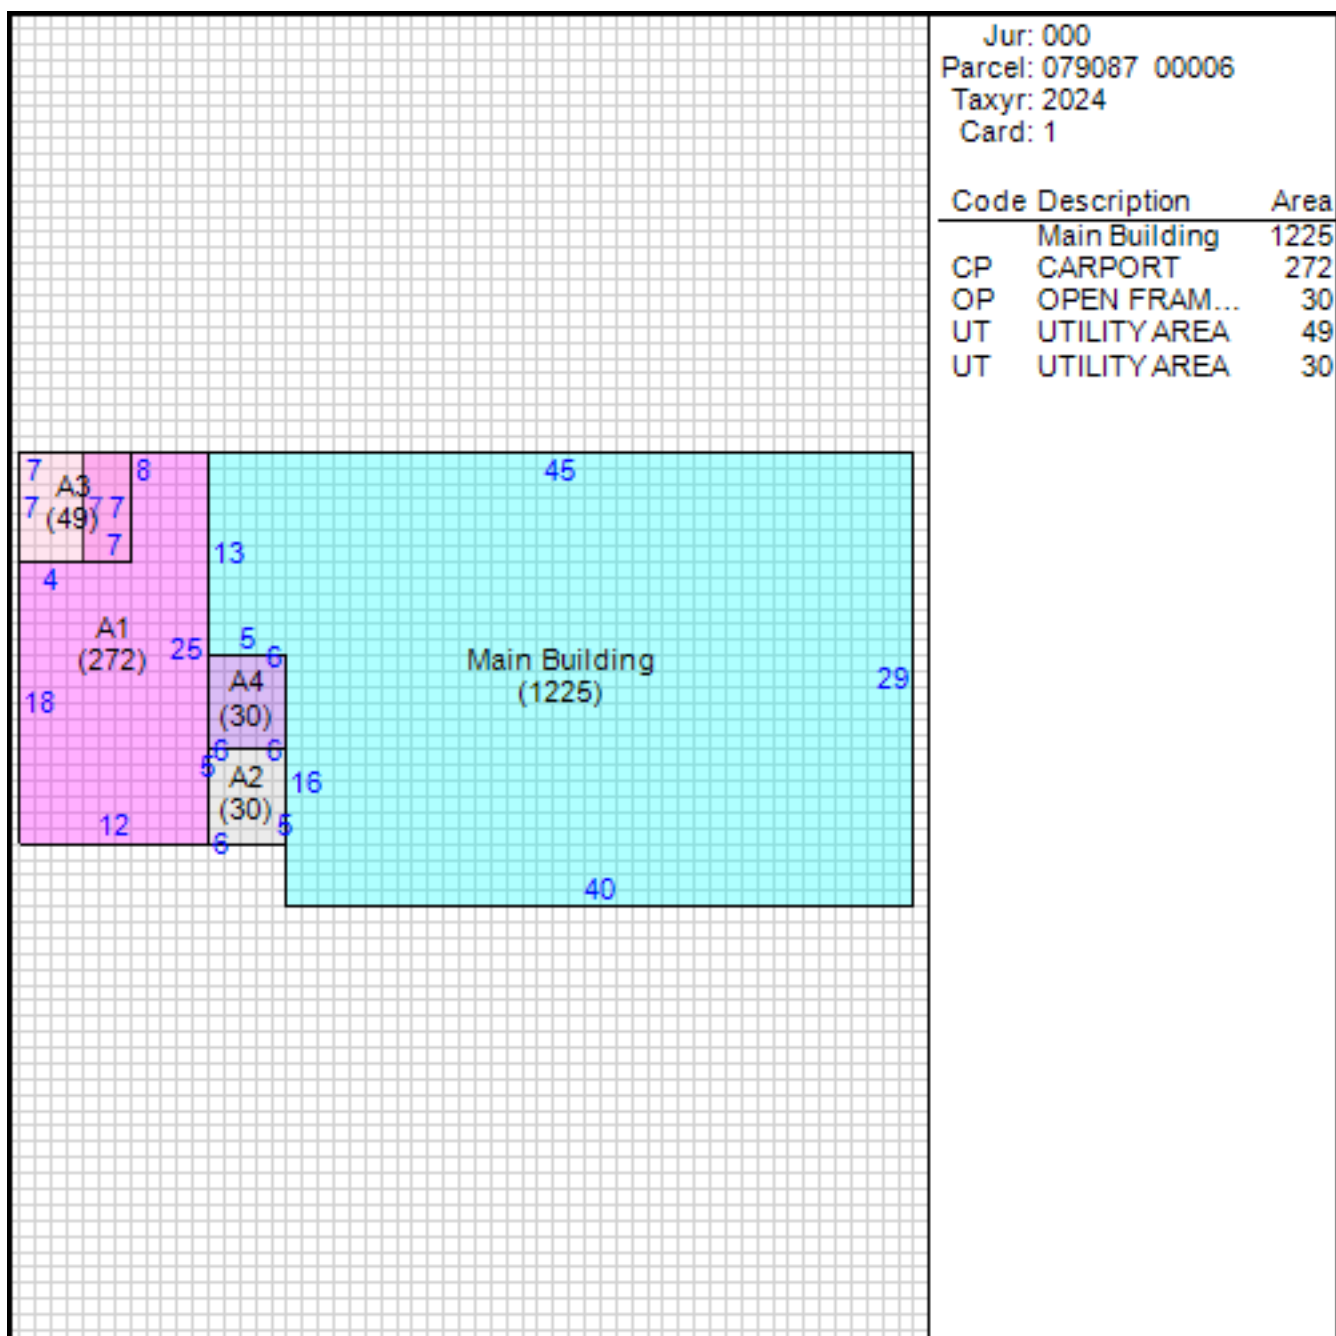 Jur: 000
Parcel: 079087 00006
Taxyr: 2024
Card: 1
Code Description Area
Main Building 1225
CP CARPORT 272
OP OPEN FRAM... 30
UT UTILITY AREA 49
UT UTILITY AREA 30
7 8 45
A3
7 (49) 7 7
7
13
4
A1
(272)
25
5
6
Main Building
(1225)
29
A4
(30)
18
6 6
5
A2
(30)
16
12
5
6
40